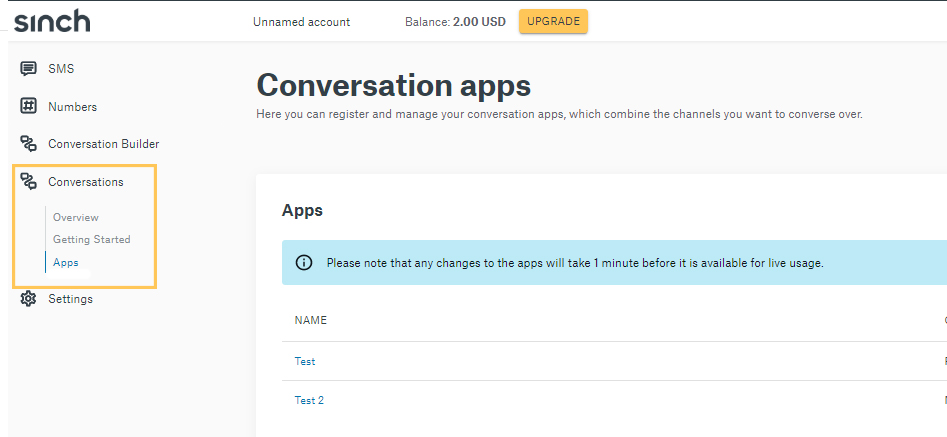 sinch
Unnamed account
Balance: 2.00 USD
UPGRADE
SMS
Numbers
Conversation Builder
Conversations
Overview
Getting Started
Apps
Settings
Conversation apps
Here you can register and manage your conversation apps, which combine the channels you want to converse over.
Apps
Please note that any changes to the apps will take 1 minute before it is available for live usage.
NAME
Test
Test 2